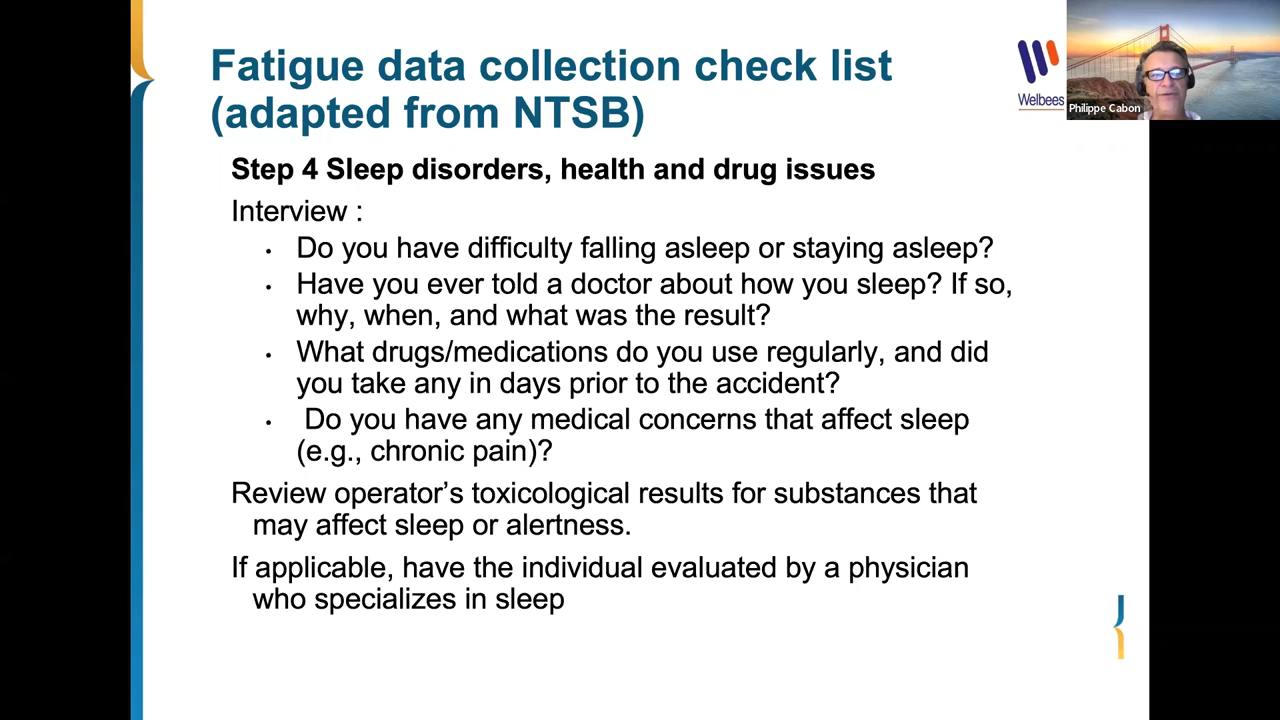 Fatigue data collection check list
(adapted from NTSB)
Welbees
Philippe Cabon
Step 4 Sleep disorders, health and drug issues
Interview :
• Do you have difficulty falling asleep or staying asleep?
• Have you ever told a doctor about how you sleep? If so,
why, when, and what was the result?
• What drugs/medications do you use regularly, and did
you take any in days prior to the accident?
• Do you have any medical concerns that affect sleep
(e.g., chronic pain)?
Review operator’s toxicological results for substances that
may affect sleep or alertness.
If applicable, have the individual evaluated by a physician
who specializes in sleep